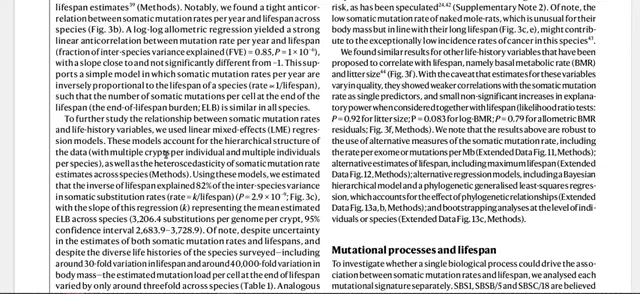 lifespan estimates³⁹ (Methods). Notably, we found a tight anticor-
relation between somatic mutation rates per year and lifespan across
species (Fig. 3b). A log-log allometric regression yielded a strong
linear anticorrelation between mutation rate per year and lifespan
(fraction of inter-species variance explained (FVE) = 0.85, P = 1 × 10⁻⁶),
with a slope close to and not significantly different from −1. This sup-
ports a simple model in which somatic mutation rates per year are
inversely proportional to the lifespan of a species (rate ≈ 1/lifespan),
such that the number of somatic mutations per cell at the end of the
lifespan (the end-of-lifespan burden; ELB) is similar in all species.
To further study the relationship between somatic mutation rates
and life-history variables, we used linear mixed-effects (LME) regres-
sion models. These models account for the hierarchical structure of
the data (with multiple crypts per individual and multiple individuals
per species), as well as the heteroscedasticity of somatic mutation rate
estimates across species (Methods). Using these models, we estimated
that the inverse of lifespan explained 82% of the inter-species variance
in somatic substitution rates (rate = k/lifespan) (P = 2.9 × 10⁻⁹; Fig. 3c),
with the slope of this regression (k) representing the mean estimated
ELB across species (3,206.4 substitutions per genome per crypt, 95%
confidence interval 2,683.9–3,728.9). Of note, despite uncertainty
in the estimates of both somatic mutation rates and lifespans, and
despite the diverse life histories of the species surveyed—including
around 30-fold variation in lifespan and around 40,000-fold variation in
body mass—the estimated mutation load per cell at the end of lifespan
varied by only around threefold across species (Table 1). Analogous
risk, as has been speculated²⁴,⁴² (Supplementary Note 2). Of note, the
low somatic mutation rate of naked mole-rats, which is unusual for their
body mass but in line with their long lifespan (Fig. 3c, e), might contrib-
ute to the exceptionally low incidence rates of cancer in this species⁴³.
We found similar results for other life-history variables that have been
proposed to correlate with lifespan, namely basal metabolic rate (BMR)
and litter size⁴⁴ (Fig. 3f). With the caveat that estimates for these variables
vary in quality, they showed weaker correlations with the somatic mutation
rate as single predictors, and small non-significant increases in explana-
tory power when considered together with lifespan (likelihood ratio tests:
P = 0.92 for litter size; P = 0.083 for log-BMR; P = 0.79 for allometric BMR
residuals; Fig. 3f, Methods). We note that the results above are robust to
the use of alternative measures of the somatic mutation rate, including
the rate per exome or mutations per Mb (Extended Data Fig. 11, Methods);
alternative estimates of lifespan, including maximum lifespan (Extended
Data Fig. 12, Methods); alternative regression models, including a Bayesian
hierarchical model and a phylogenetic generalised least-squares regres-
sion, which accounts for the effect of phylogenetic relationships (Extended
Data Fig. 13a, b, Methods); and bootstrapping analyses at the level of indi-
viduals or species (Extended Data Fig. 13c, Methods).
Mutational processes and lifespan
To investigate whether a single biological process could drive the asso-
ciation between somatic mutation rates and lifespan, we analysed each
mutational signature separately. SBS1, SBSB/5 and SBSC/18 are believed